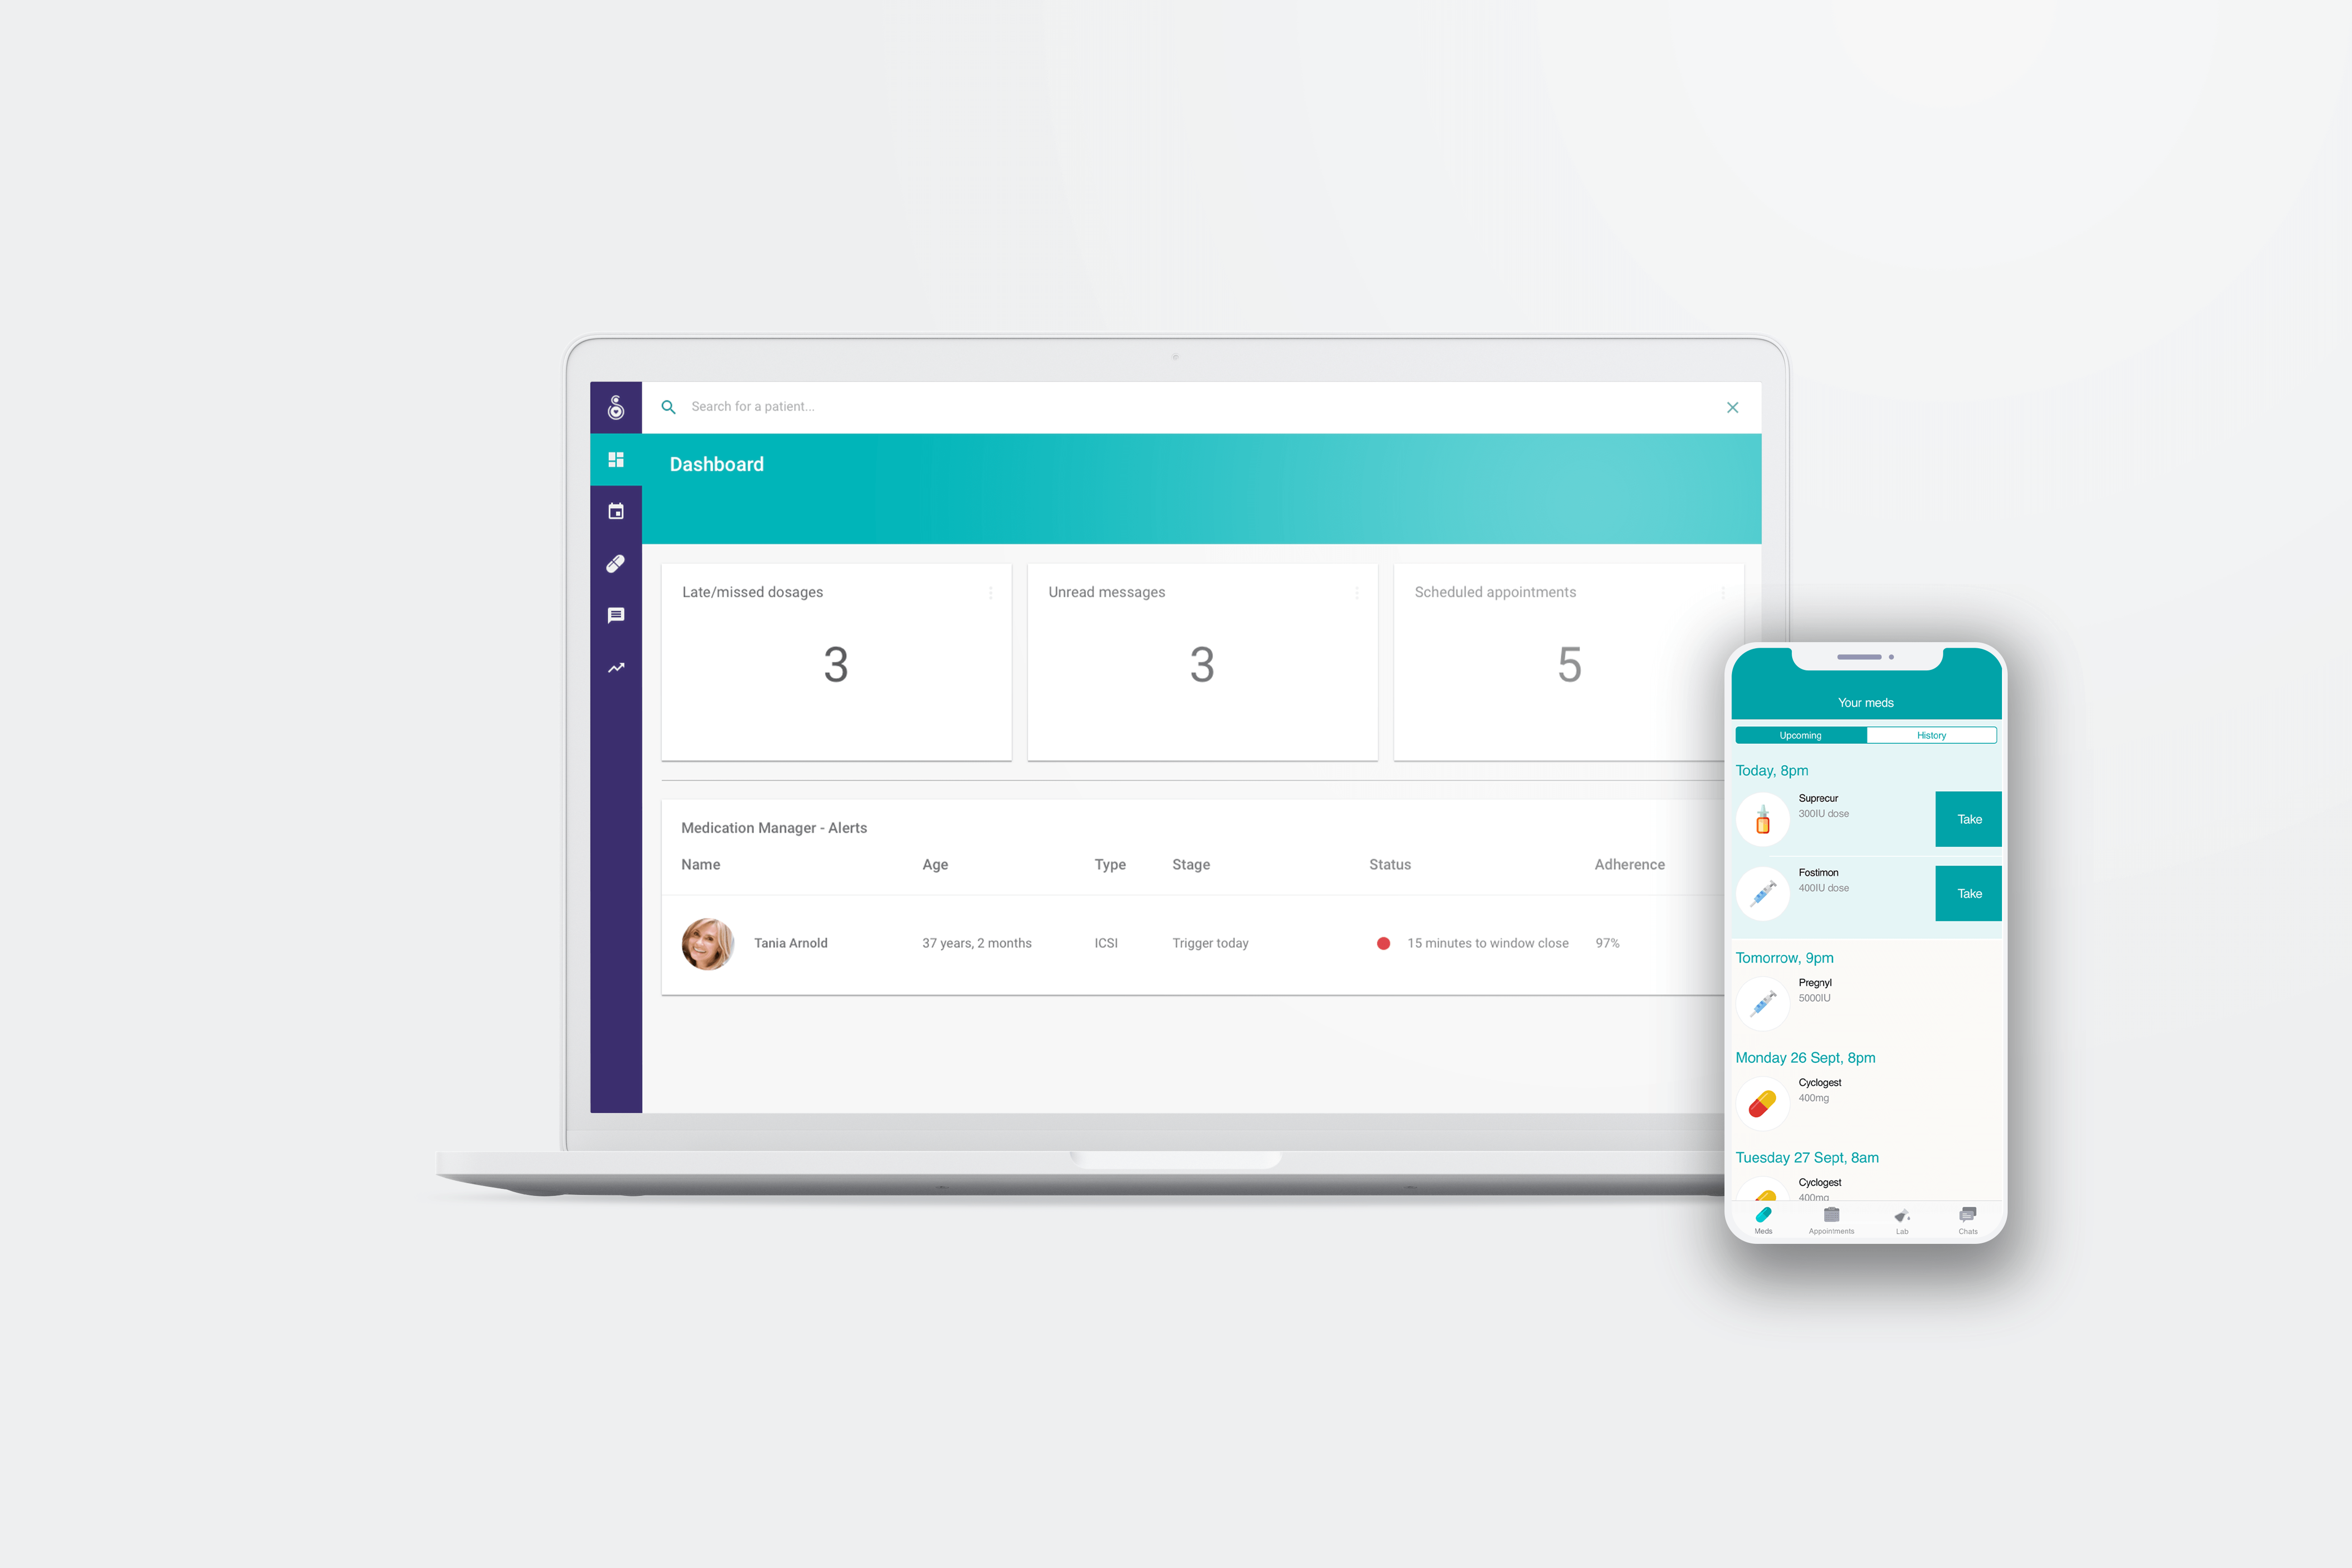 Search for a patient...
Dashboard
Late/missed dosages
3
Unread messages
3
Scheduled appointments
5
Medication Manager - Alerts
Name Age Type Stage Status Adherence
Tania Arnold 37 years, 2 months ICSI Trigger today 15 minutes to window close 97%
Your meds
Upcoming History
Today, 8pm
Suprecur
300IU dose
Take
Fostimon
400IU dose
Take
Tomorrow, 9pm
Pregnyl
5000IU
Monday 26 Sept, 8pm
Cyclogest
400mg
Tuesday 27 Sept, 8am
Cyclogest
400mg
Meds Appointments Lab Chats